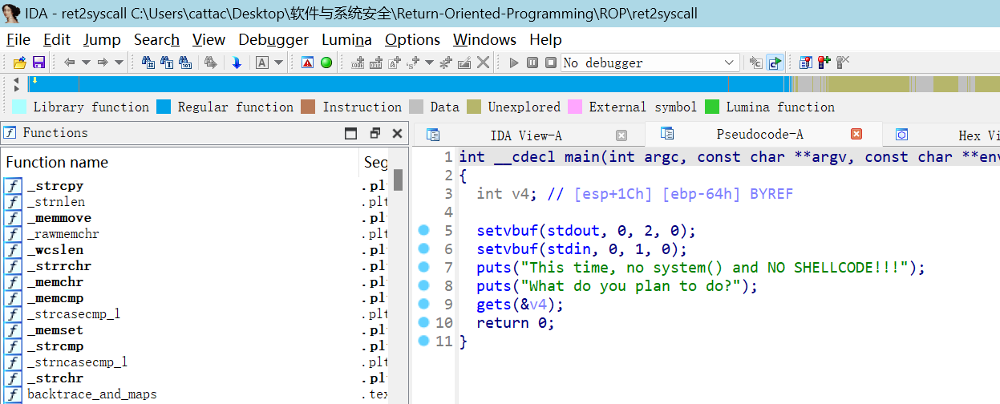 IDA - ret2syscall C:\Users\cattac\Desktop\软件与系统安全\Return-Oriented-Programming\ROP\ret2syscall
File Edit Jump Search View Debugger Lumina Options Windows Help
No debugger
Library function Regular function Instruction Data Unexplored External symbol Lumina function
Functions
IDA View-A Pseudocode-A Hex Vi
Function name Seg
_strcpy .pl
_strnlen .plt
_memmove .pl
_rawmemchr .plt
_wcslen .pl
_strrchr .pl
_memchr .pl
_memcmp .pl
_strcasecmp_l .plt
_memset .pl
_strcmp .pl
_strncasecmp_l .plt
_strchr .pl
backtrace_and_maps .tex
1 int __cdecl main(int argc, const char **argv, const char **env
2 {
3 int v4; // [esp+1Ch] [ebp-64h] BYREF
4
5 setvbuf(stdout, 0, 2, 0);
6 setvbuf(stdin, 0, 1, 0);
7 puts("This time, no system() and NO SHELLCODE!!!");
8 puts("What do you plan to do?");
9 gets(&v4);
10 return 0;
11 }